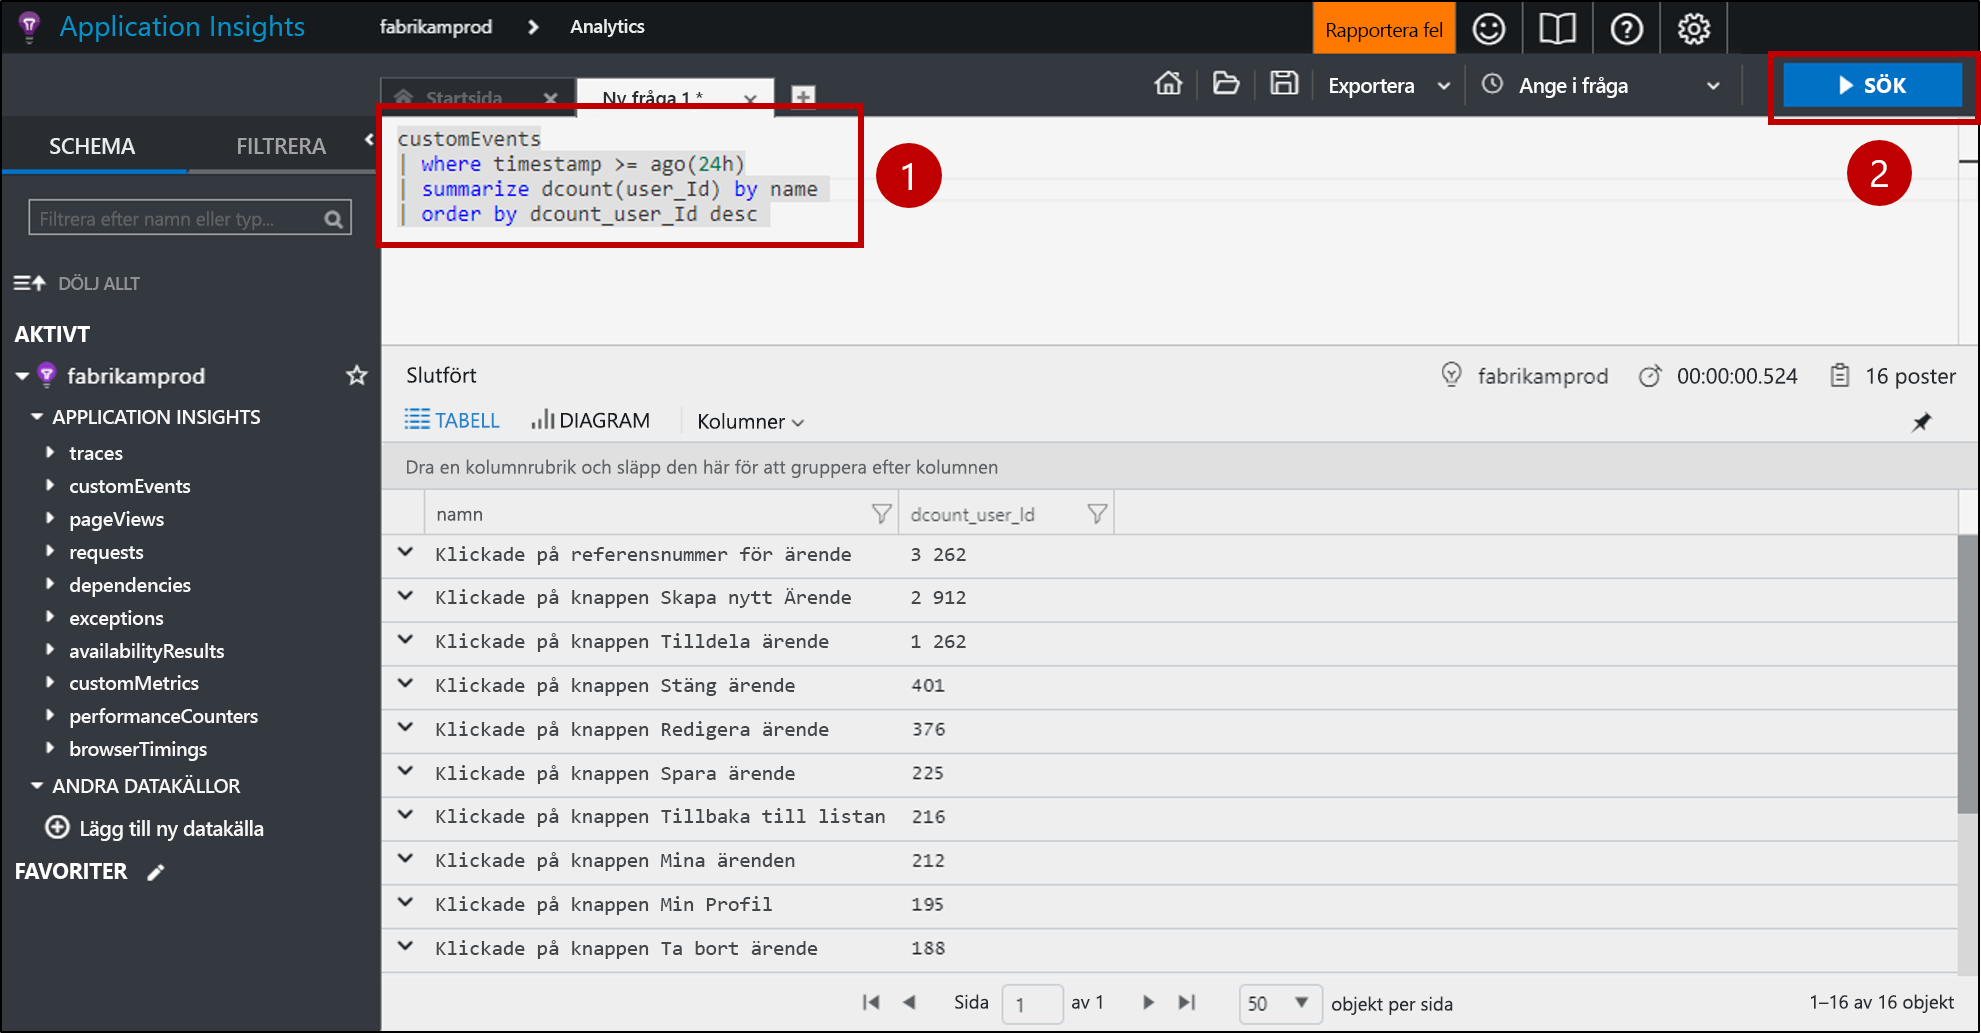 Application Insights
fabrikamprod
Analytics
Rapportera fel
Startsida
Ny fråga 1 *
Exportera
Ange i fråga
SÖK
SCHEMA
FILTRERA
customEvents
| where timestamp >= ago(24h)
| summarize dcount(user_Id) by name
| order by dcount_user_Id desc
1
2
Filtrera efter namn eller typ...
DÖLJ ALLT
AKTIVT
fabrikamprod
APPLICATION INSIGHTS
traces
customEvents
pageViews
requests
dependencies
exceptions
availabilityResults
customMetrics
performanceCounters
browserTimings
ANDRA DATAKÄLLOR
Lägg till ny datakälla
FAVORITER
Slutfört
fabrikamprod
00:00:00.524
16 poster
TABELL
DIAGRAM
Kolumner
Dra en kolumnrubrik och släpp den här för att gruppera efter kolumnen
namn dcount_user_Id
Klickade på referensnummer för ärende 3 262
Klickade på knappen Skapa nytt Ärende 2 912
Klickade på knappen Tilldela ärende 1 262
Klickade på knappen Stäng ärende 401
Klickade på knappen Redigera ärende 376
Klickade på knappen Spara ärende 225
Klickade på knappen Tillbaka till listan 216
Klickade på knappen Mina ärenden 212
Klickade på knappen Min Profil 195
Klickade på knappen Ta bort ärende 188
Sida 1 av 1
50 objekt per sida
1–16 av 16 objekt